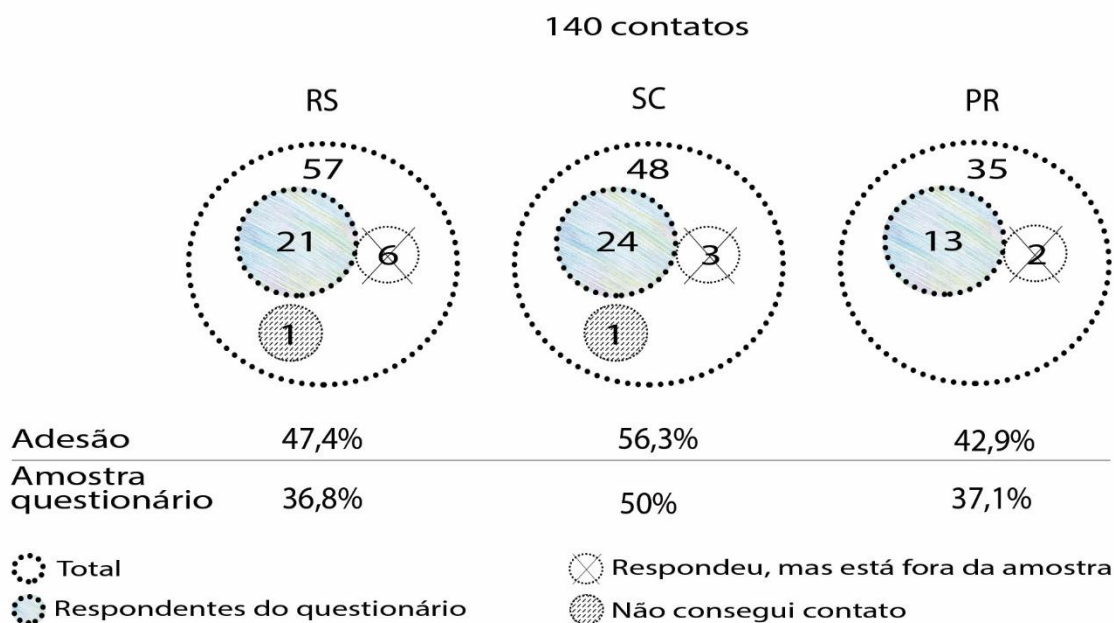 140 contatos
RS SC PR
57 48 35
21 6 24 3 13 2
1 1
Adesão 47,4% 56,3% 42,9%
Amostra
questionário 36,8% 50% 37,1%
Total Respondeu, mas está fora da amostra
Respondentes do questionário Não consegui contato